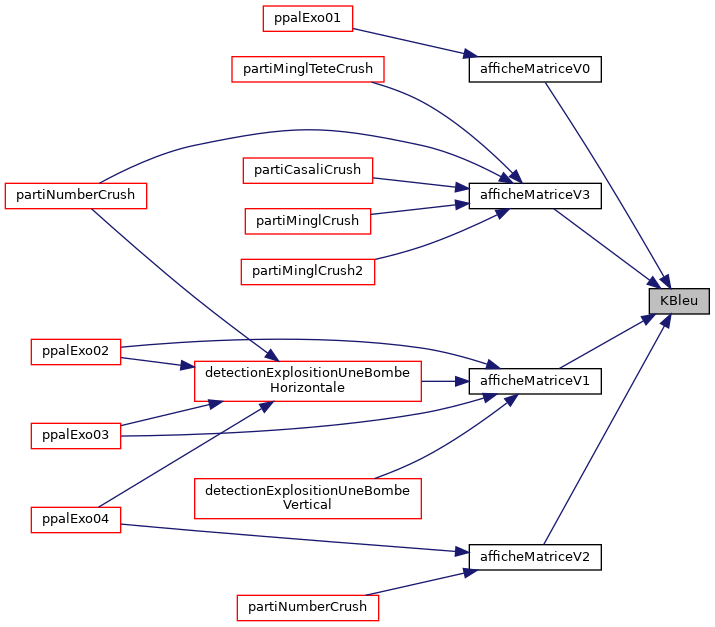 ppalExo01
afficheMatriceV0
partiMinglTeteCrush
partiCasaliCrush
partiNumberCrush
afficheMatriceV3
partiMinglCrush
partiMinglCrush2
KBleu
ppalExo02
detectionExplositionUneBombe
Horizontale
afficheMatriceV1
ppalExo03
detectionExplositionUneBombe
Vertical
ppalExo04
afficheMatriceV2
partiNumberCrush